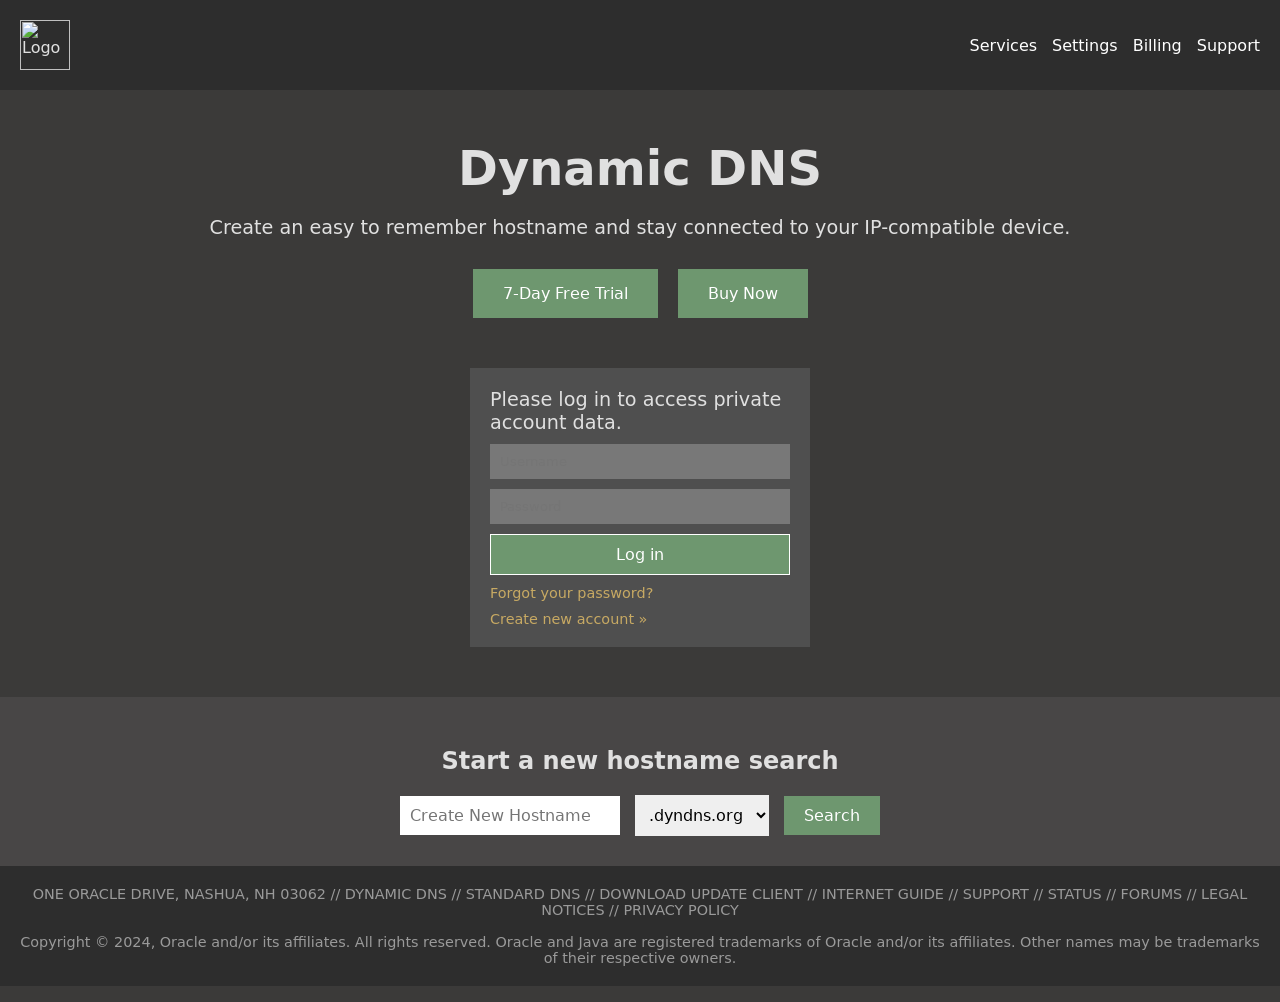 Logo
Services Settings Billing Support
Dynamic DNS
Create an easy to remember hostname and stay connected to your IP-compatible device.
7-Day Free Trial Buy Now
Please log in to access private
account data.
Log in
Forgot your password?
Create new account »
Start a new hostname search
Create New Hostname .dyndns.org Search
ONE ORACLE DRIVE, NASHUA, NH 03062 // DYNAMIC DNS // STANDARD DNS // DOWNLOAD UPDATE CLIENT // INTERNET GUIDE // SUPPORT // STATUS // FORUMS // LEGAL
NOTICES // PRIVACY POLICY
Copyright © 2024, Oracle and/or its affiliates. All rights reserved. Oracle and Java are registered trademarks of Oracle and/or its affiliates. Other names may be trademarks
of their respective owners.